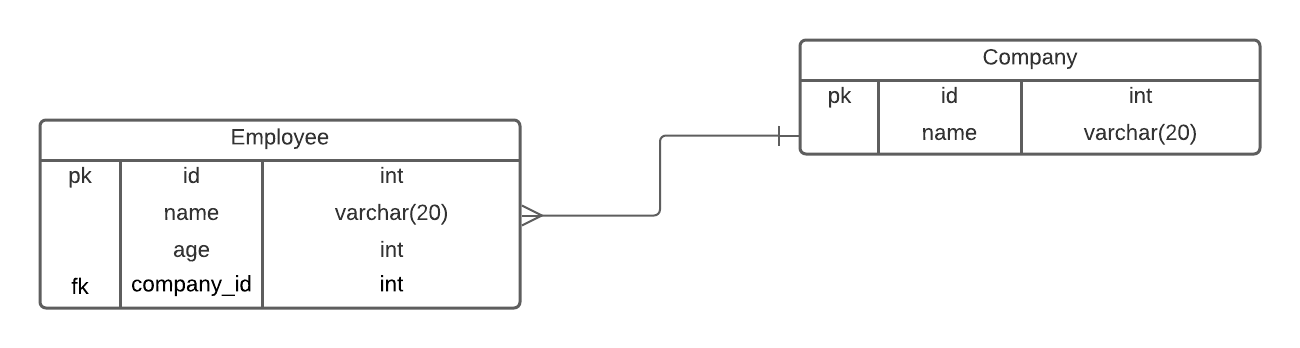 Employee
pk id int
name varchar(20)
age int
fk company_id int
Company
pk id int
name varchar(20)